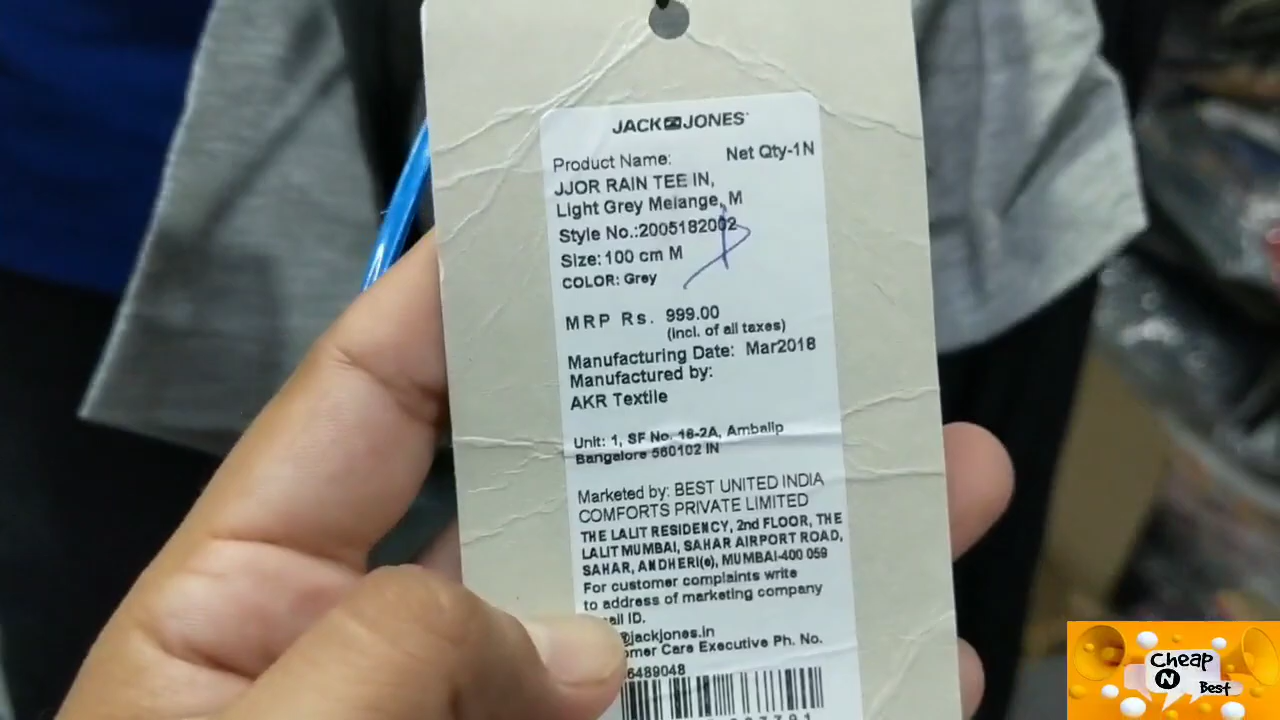 JACK JONES
Product Name: Net Qty-1N
JJOR RAIN TEE IN,
Light Grey Melange, M
Style No.:2005182002
Size: 100 cm M
COLOR: Grey
MRP Rs. 999.00
(incl. of all taxes)
Manufacturing Date: Mar2018
Manufactured by:
AKR Textile
Unit: 1, SF No. 16-2A, Amballp
Bangalore 560102 IN
Marketed by: BEST UNITED INDIA
COMFORTS PRIVATE LIMITED
THE LALIT RESIDENCY, 2nd FLOOR, THE
LALIT MUMBAI, SAHAR AIRPORT ROAD,
SAHAR, ANDHERI(e), MUMBAI-400 059
For customer complaints write
to address of marketing company
ail ID.
@jackjones.in
omer Care Executive Ph. No.
6489048
Cheap
N
Best